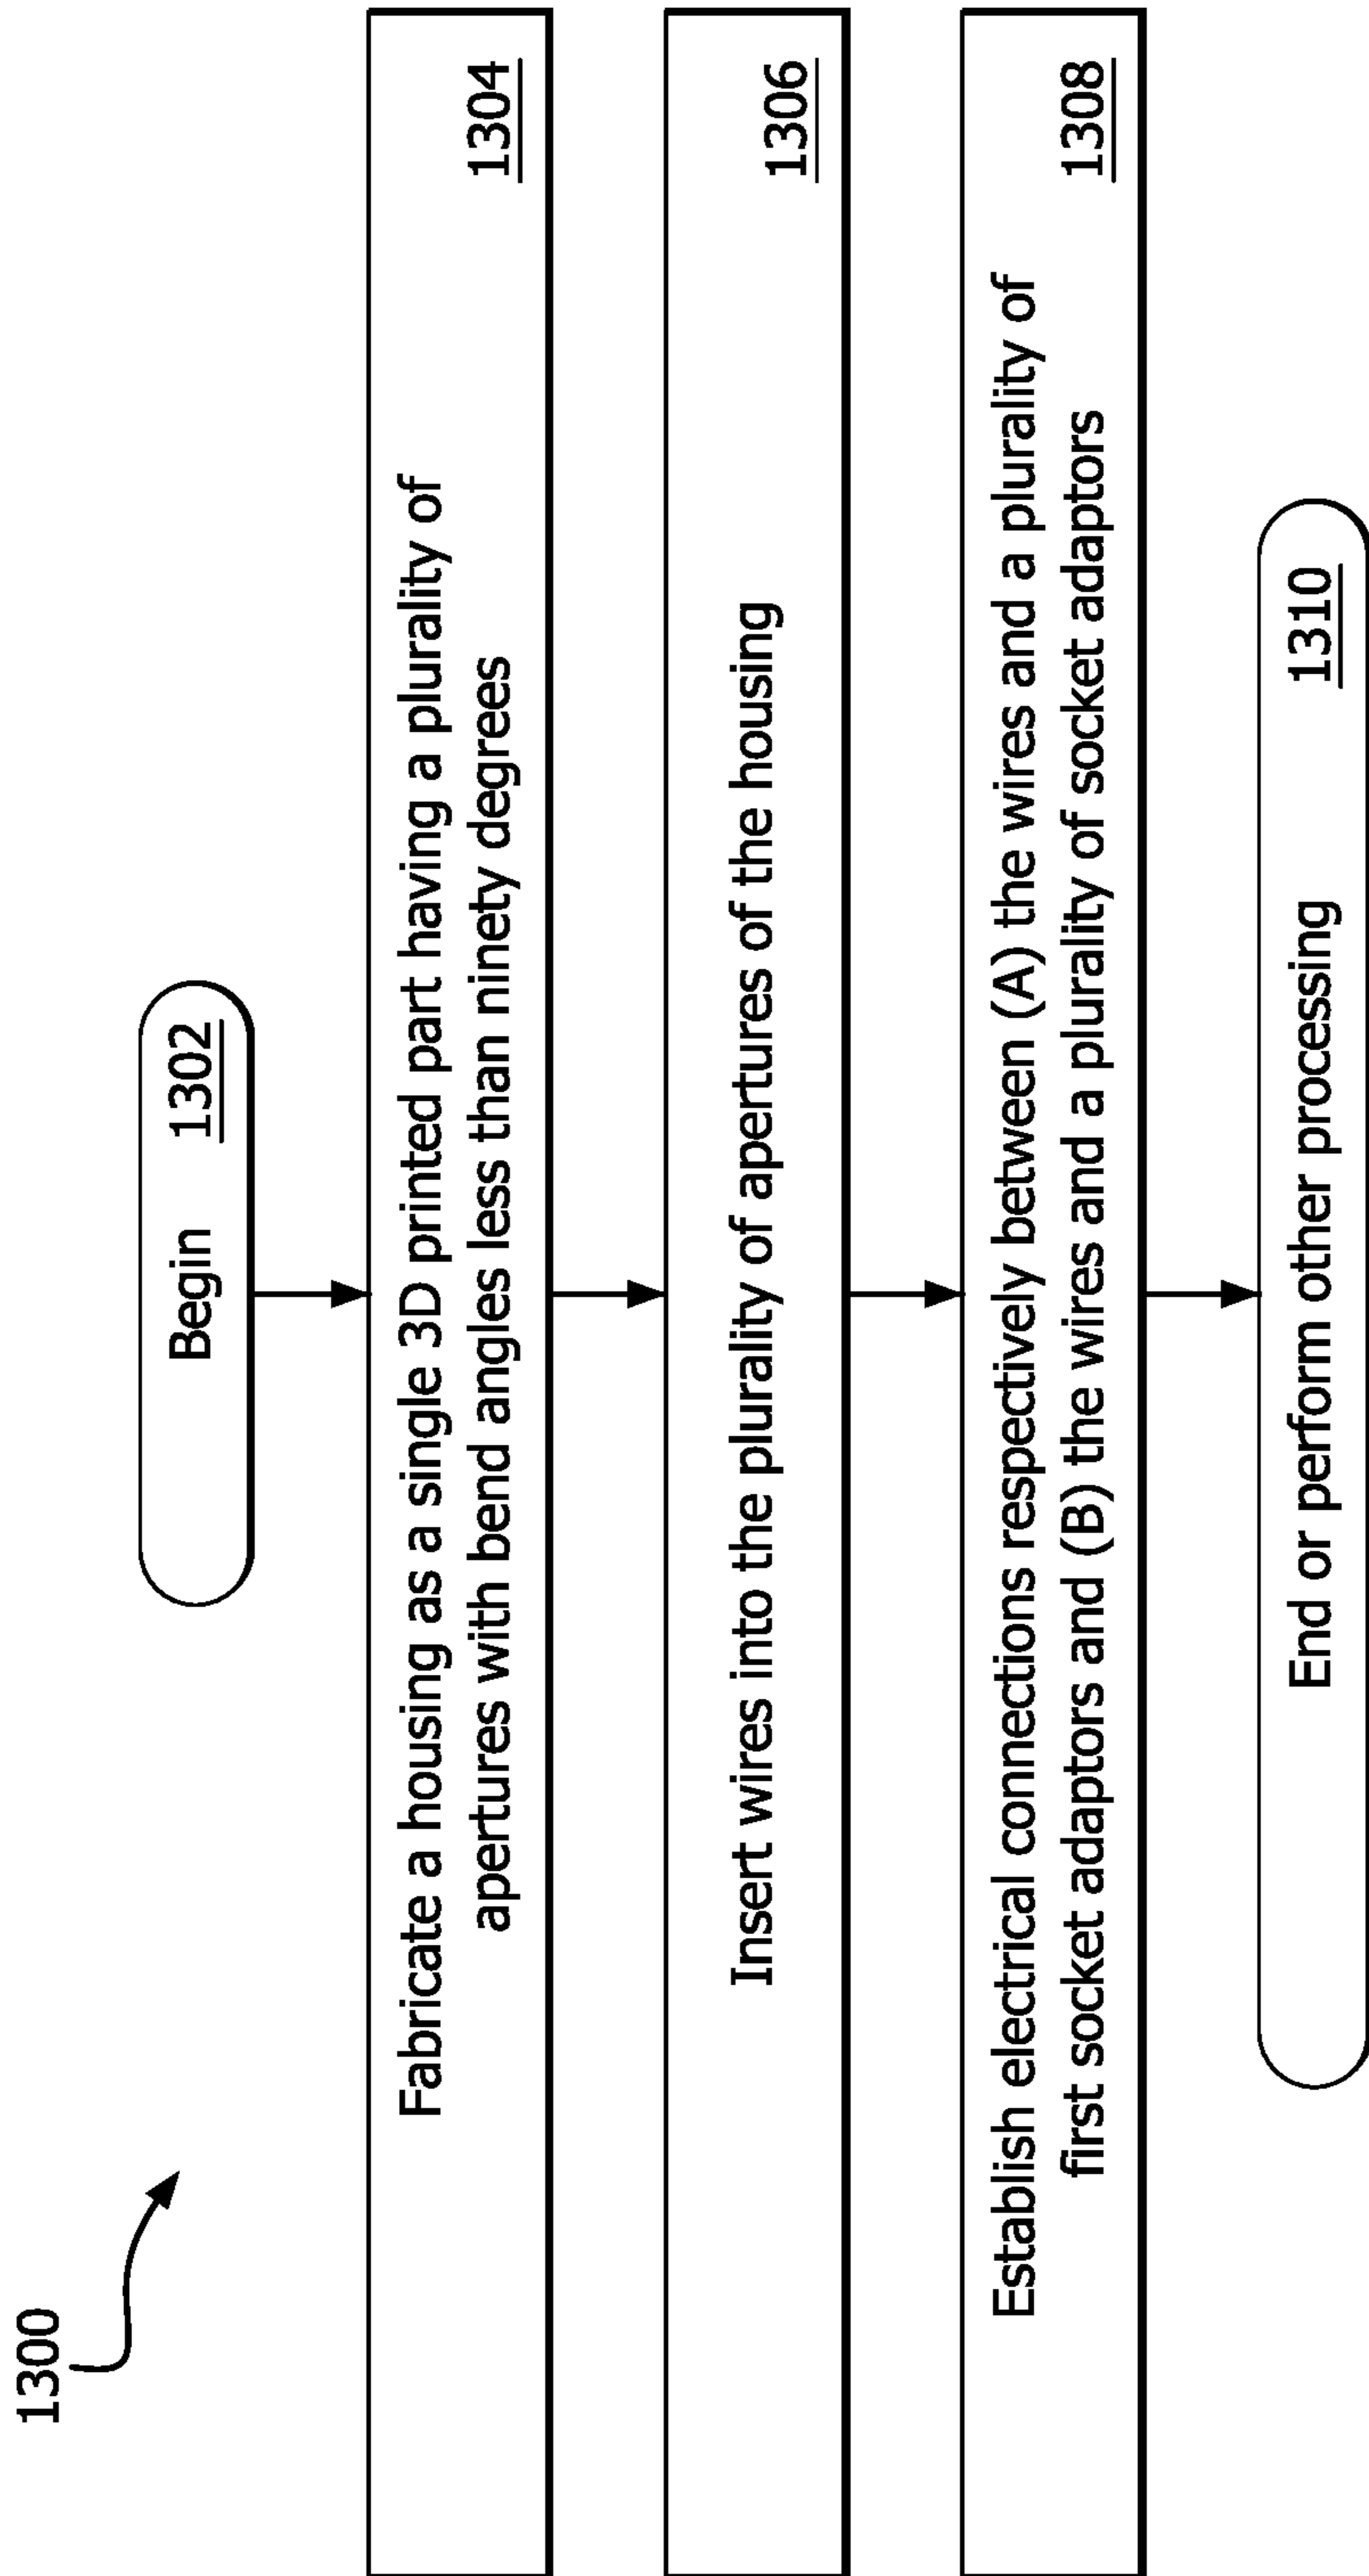 1300
Begin 1302
Fabricate a housing as a single 3D printed part having a plurality of
apertures with bend angles less than ninety degrees
1304
Insert wires into the plurality of apertures of the housing
1306
Establish electrical connections respectively between (A) the wires and a plurality of
first socket adaptors and (B) the wires and a plurality of socket adaptors
1308
End or perform other processing 1310